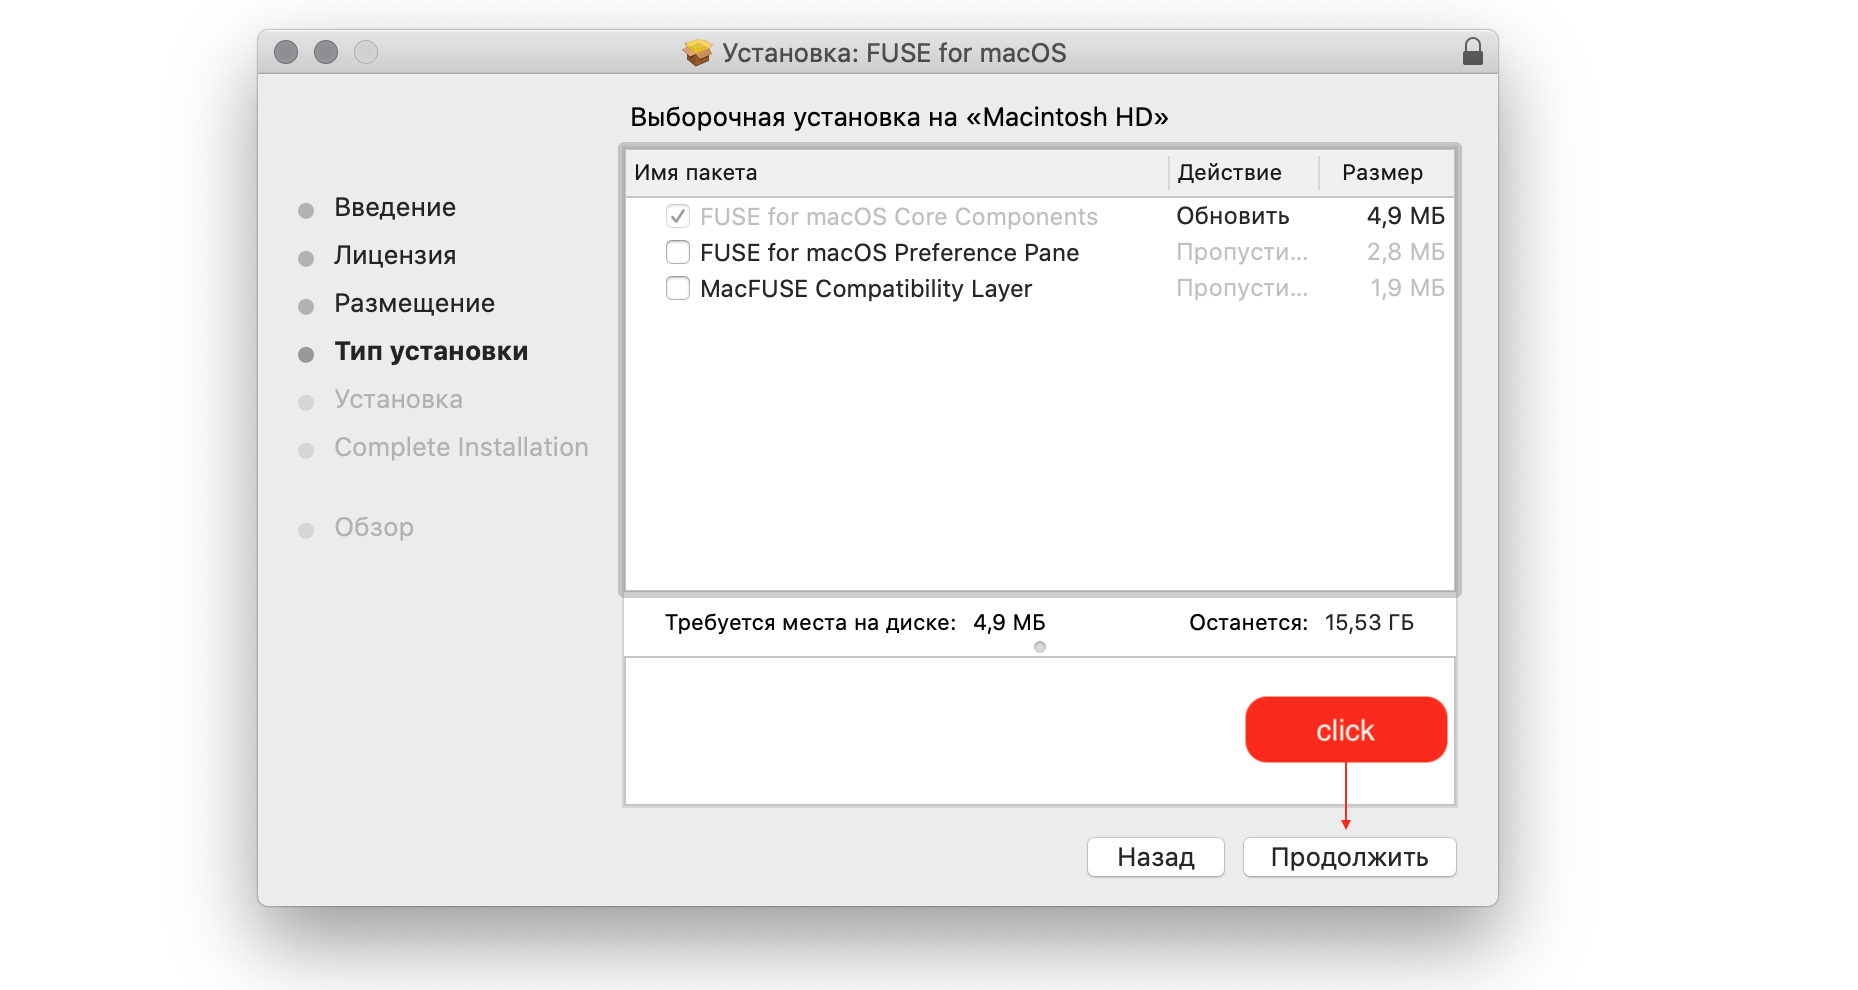 Установка: FUSE for macOS
Выборочная установка на «Macintosh HD»
Введение
Лицензия
Размещение
Тип установки
Установка
Complete Installation
Обзор
Имя пакета Действие Размер
FUSE for macOS Core Components Обновить 4,9 МБ
FUSE for macOS Preference Pane Пропусти... 2,8 МБ
MacFUSE Compatibility Layer Пропусти... 1,9 МБ
Требуется места на диске: 4,9 МБ Останется: 15,53 ГБ
click
Назад Продолжить